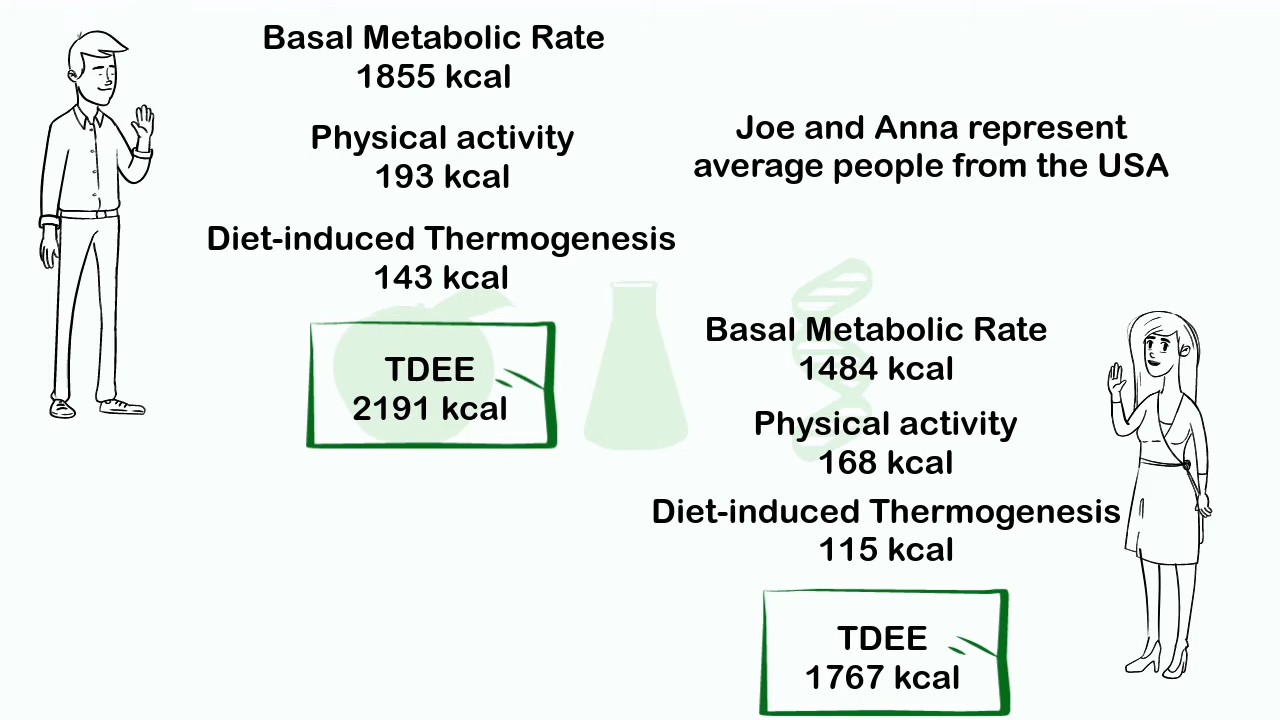 Basal Metabolic Rate
1855 kcal
Physical activity
193 kcal
Diet-induced Thermogenesis
143 kcal
TDEE
2191 kcal
Joe and Anna represent
average people from the USA
Basal Metabolic Rate
1484 kcal
Physical activity
168 kcal
Diet-induced Thermogenesis
115 kcal
TDEE
1767 kcal